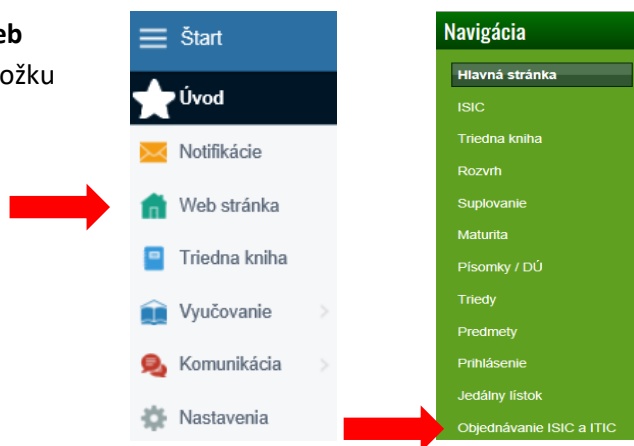 eb
ožku
Štart
Úvod
Notifikácie
Web stránka
Triedna kniha
Vyučovanie
Komunikácia
Nastavenia
Navigácia
Hlavná stránka
ISIC
Triedna kniha
Rozvrh
Suplovanie
Maturita
Písomky / DÚ
Triedy
Predmety
Prihlásenie
Jedálny lístok
Objednávanie ISIC a ITIC